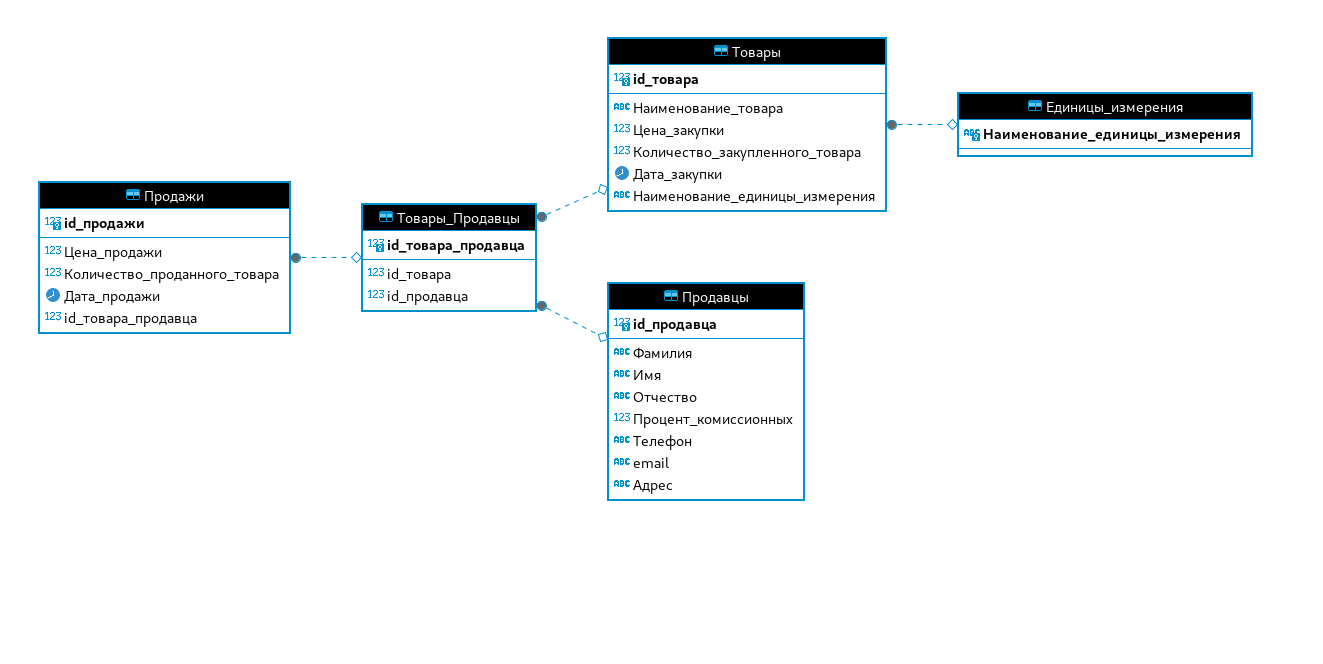 Товары
123 id_товара
ABC Наименование_товара
123 Цена_закупки
123 Количество_закупленного_товара
Дата_закупки
ABC Наименование_единицы_измерения
Единицы_измерения
ABC Наименование_единицы_измерения
Продажи
123 id_продажи
123 Цена_продажи
123 Количество_проданного_товара
Дата_продажи
123 id_товара_продавца
Товары_Продавцы
123 id_товара_продавца
123 id_товара
123 id_продавца
Продавцы
123 id_продавца
ABC Фамилия
ABC Имя
ABC Отчество
123 Процент_комиссионных
ABC Телефон
ABC email
ABC Адрес